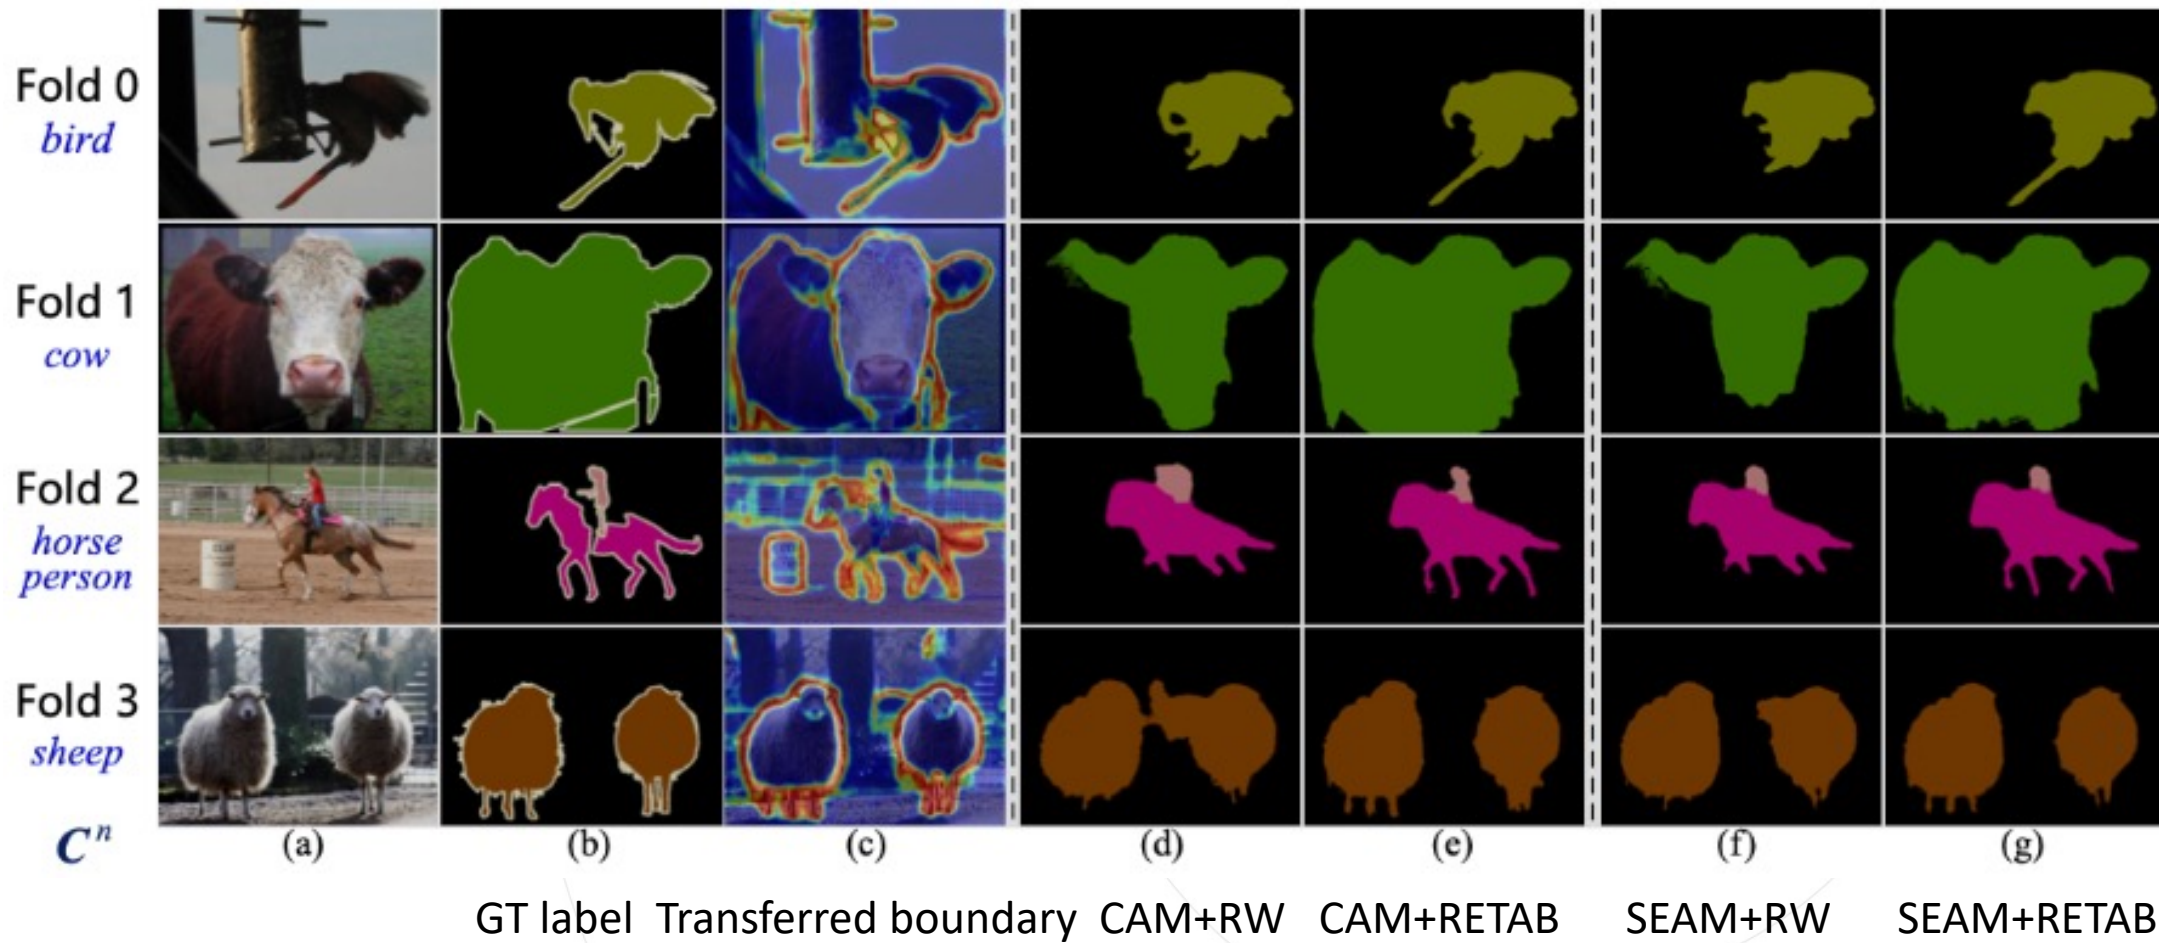 Fold 0
bird
Fold 1
cow
Fold 2
horse
person
Fold 3
sheep
C^n
(a) (b) (c) (d) (e) (f) (g)
GT label Transferred boundary CAM+RW CAM+RETAB SEAM+RW SEAM+RETAB